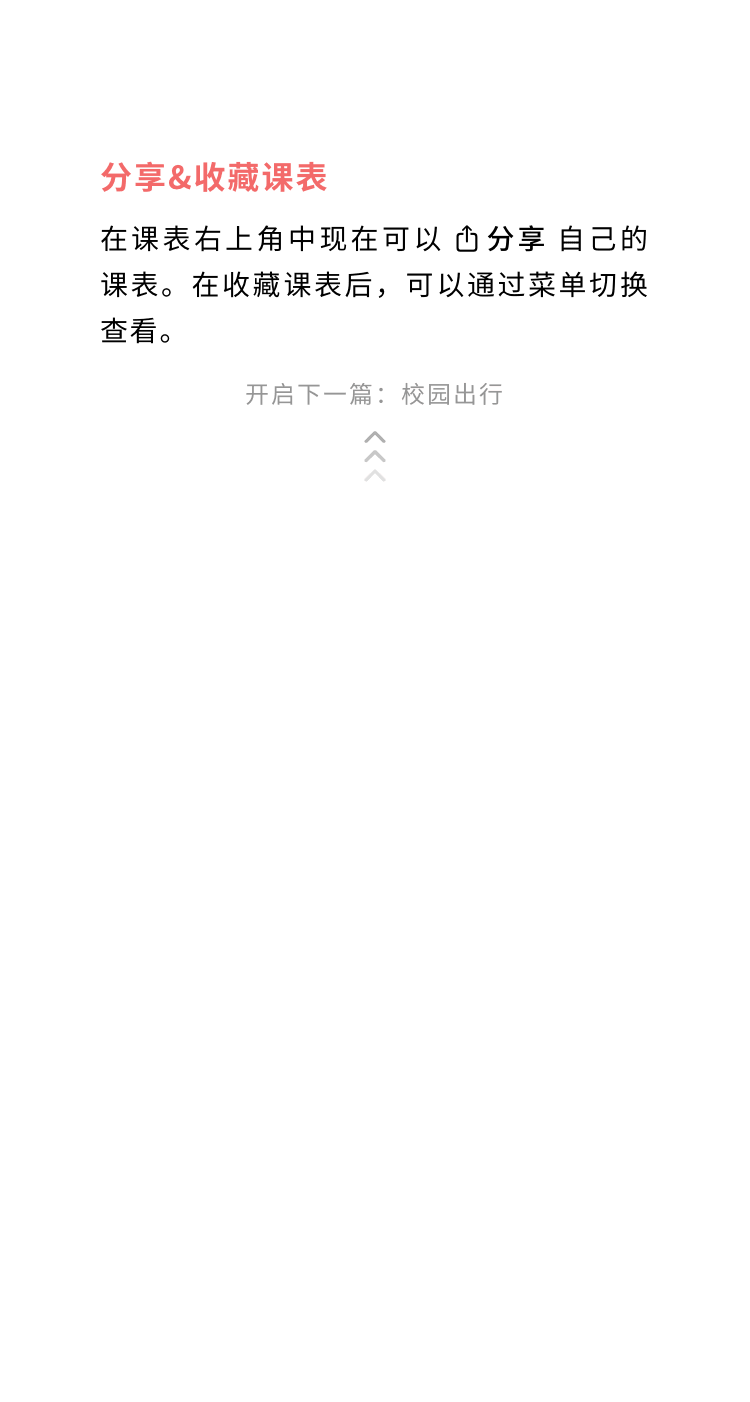 分享&收藏课表
在课表右上角中现在可以 分享 自己的
课表。在收藏课表后，可以通过菜单切换
查看。
开启下一篇：校园出行